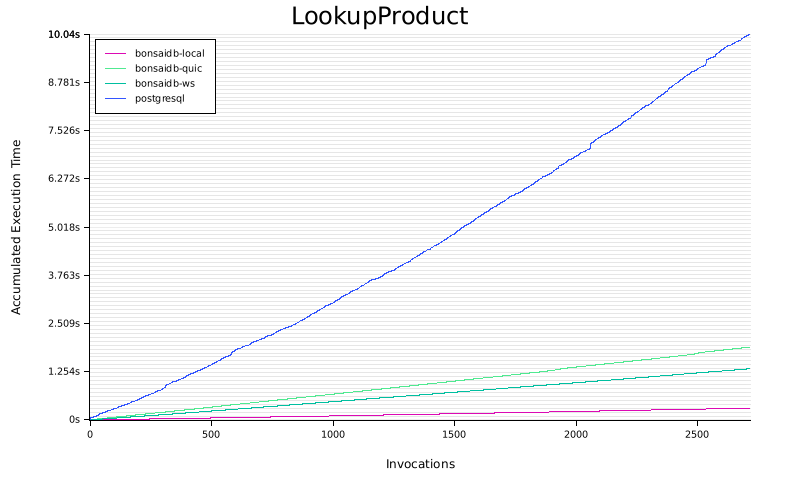 LookupProduct
10.04s
bonsaidb-local
bonsaidb-quic
bonsaidb-ws
postgresql
8.781s
7.526s
6.272s
5.018s
3.763s
2.509s
1.254s
0s
Accumulated Execution Time
0 500 1000 1500 2000 2500
Invocations